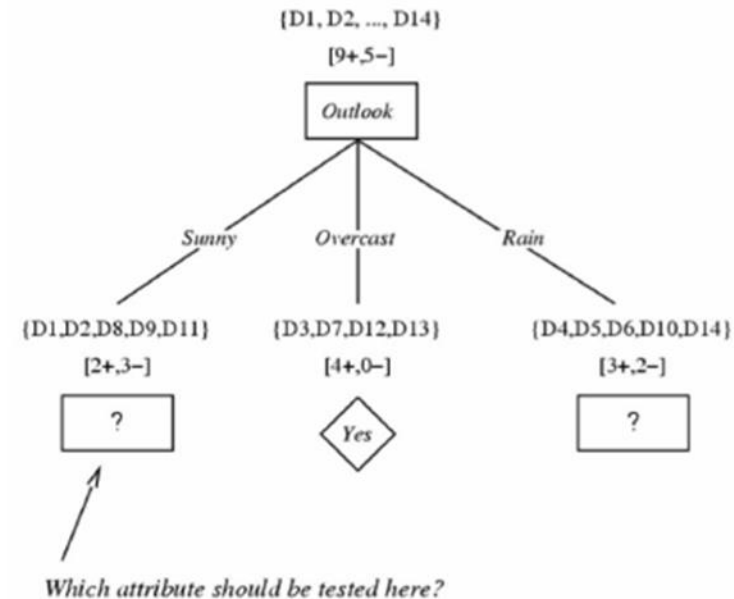 {D1, D2, ..., D14}
[9+,5−]
Outlook
Sunny Overcast Rain
{D1,D2,D8,D9,D11} {D3,D7,D12,D13} {D4,D5,D6,D10,D14}
[2+,3−] [4+,0−] [3+,2−]
? Yes ?
Which attribute should be tested here?